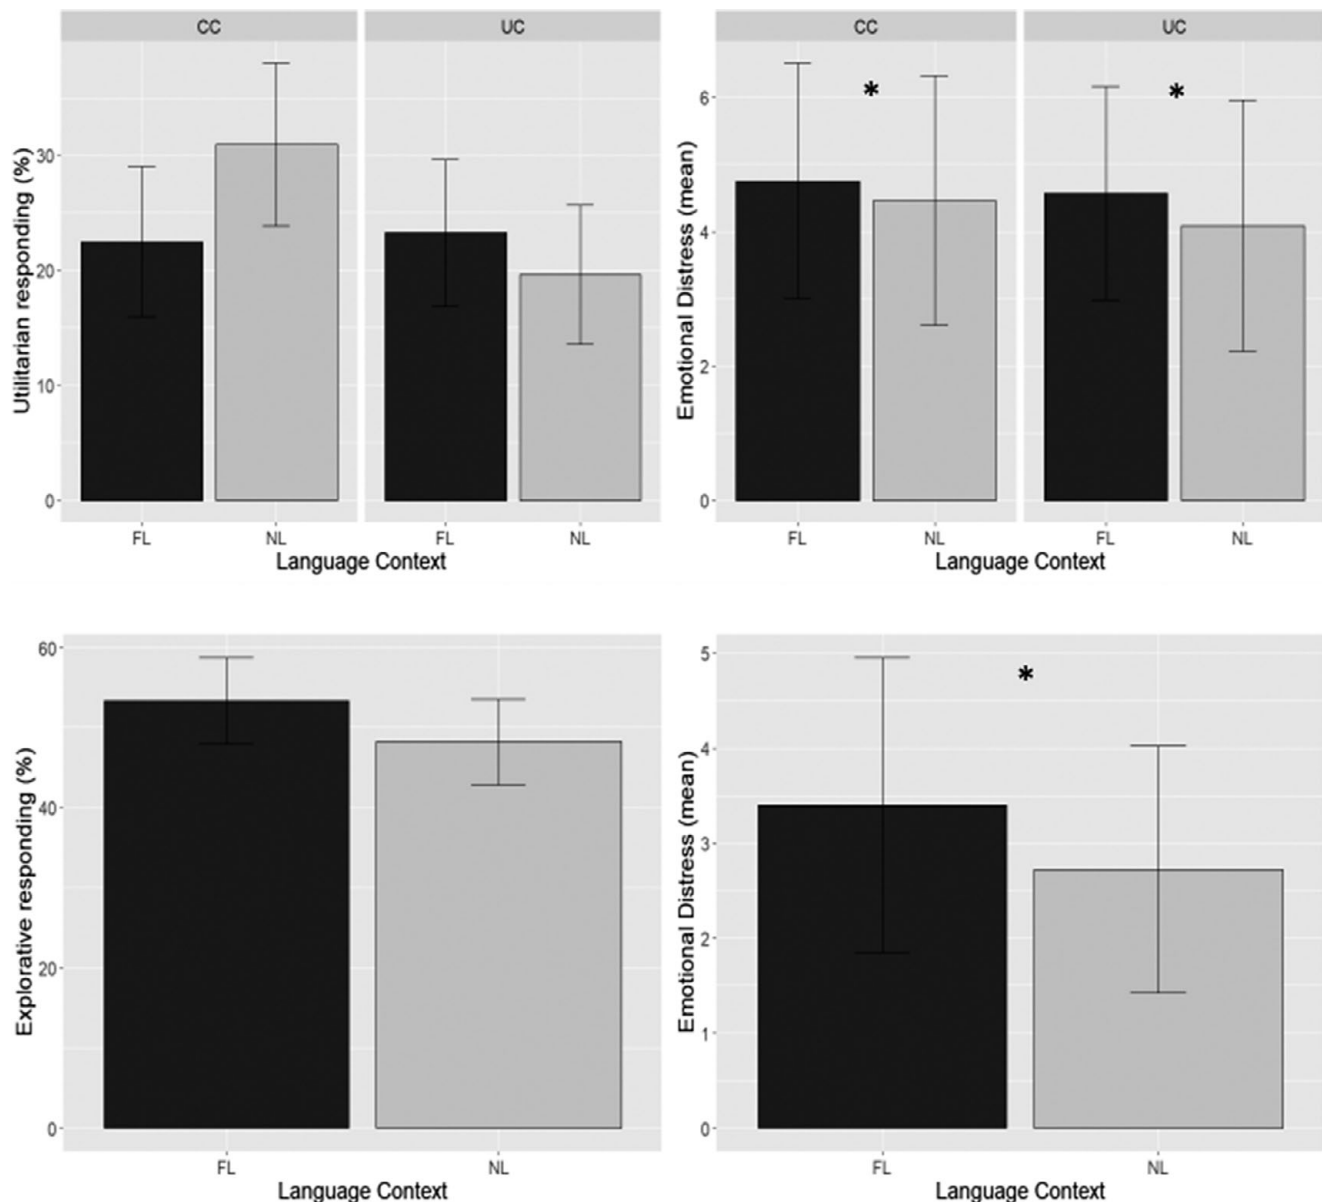 CC UC
Utilitarian responding (%)
30
20
10
0
FL NL FL NL
Language Context
CC UC
Emotional Distress (mean)
6
*
*
4
2
0
FL NL FL NL
Language Context
Explorative responding (%)
60
40
20
0
FL NL
Language Context
Emotional Distress (mean)
5
*
4
3
2
1
0
FL NL
Language Context